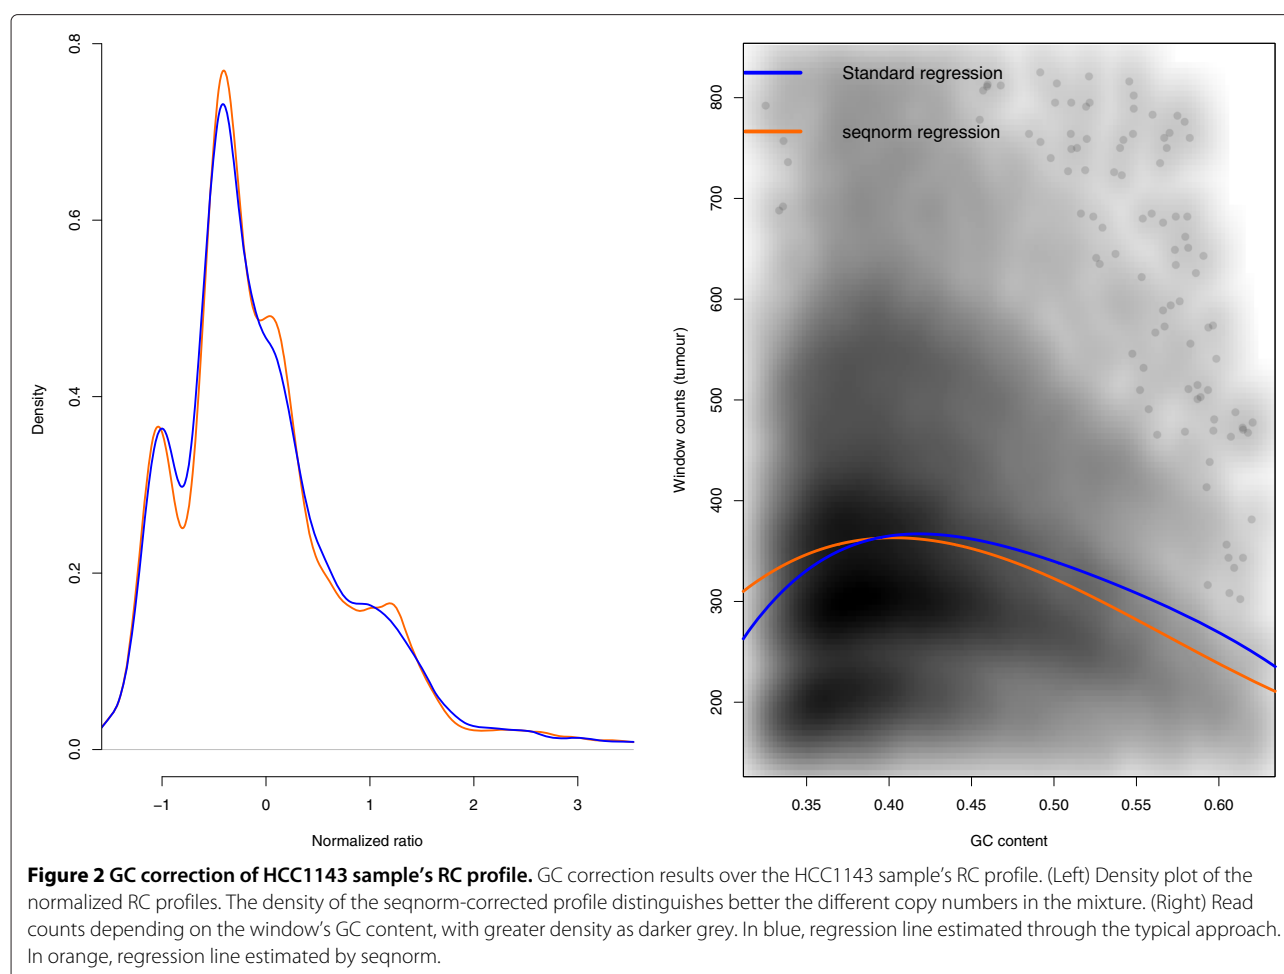 0.8
0.6
0.4
0.2
0.0
Density
−1
0
1
2
3
Normalized ratio
Standard regression
seqnorm regression
800
700
600
500
400
300
200
Window counts (tumour)
0.35
0.40
0.45
0.50
0.55
0.60
GC content
Figure 2 GC correction of HCC1143 sample's RC profile. GC correction results over the HCC1143 sample's RC profile. (Left) Density plot of the
normalized RC profiles. The density of the seqnorm-corrected profile distinguishes better the different copy numbers in the mixture. (Right) Read
counts depending on the window's GC content, with greater density as darker grey. In blue, regression line estimated through the typical approach.
In orange, regression line estimated by seqnorm.